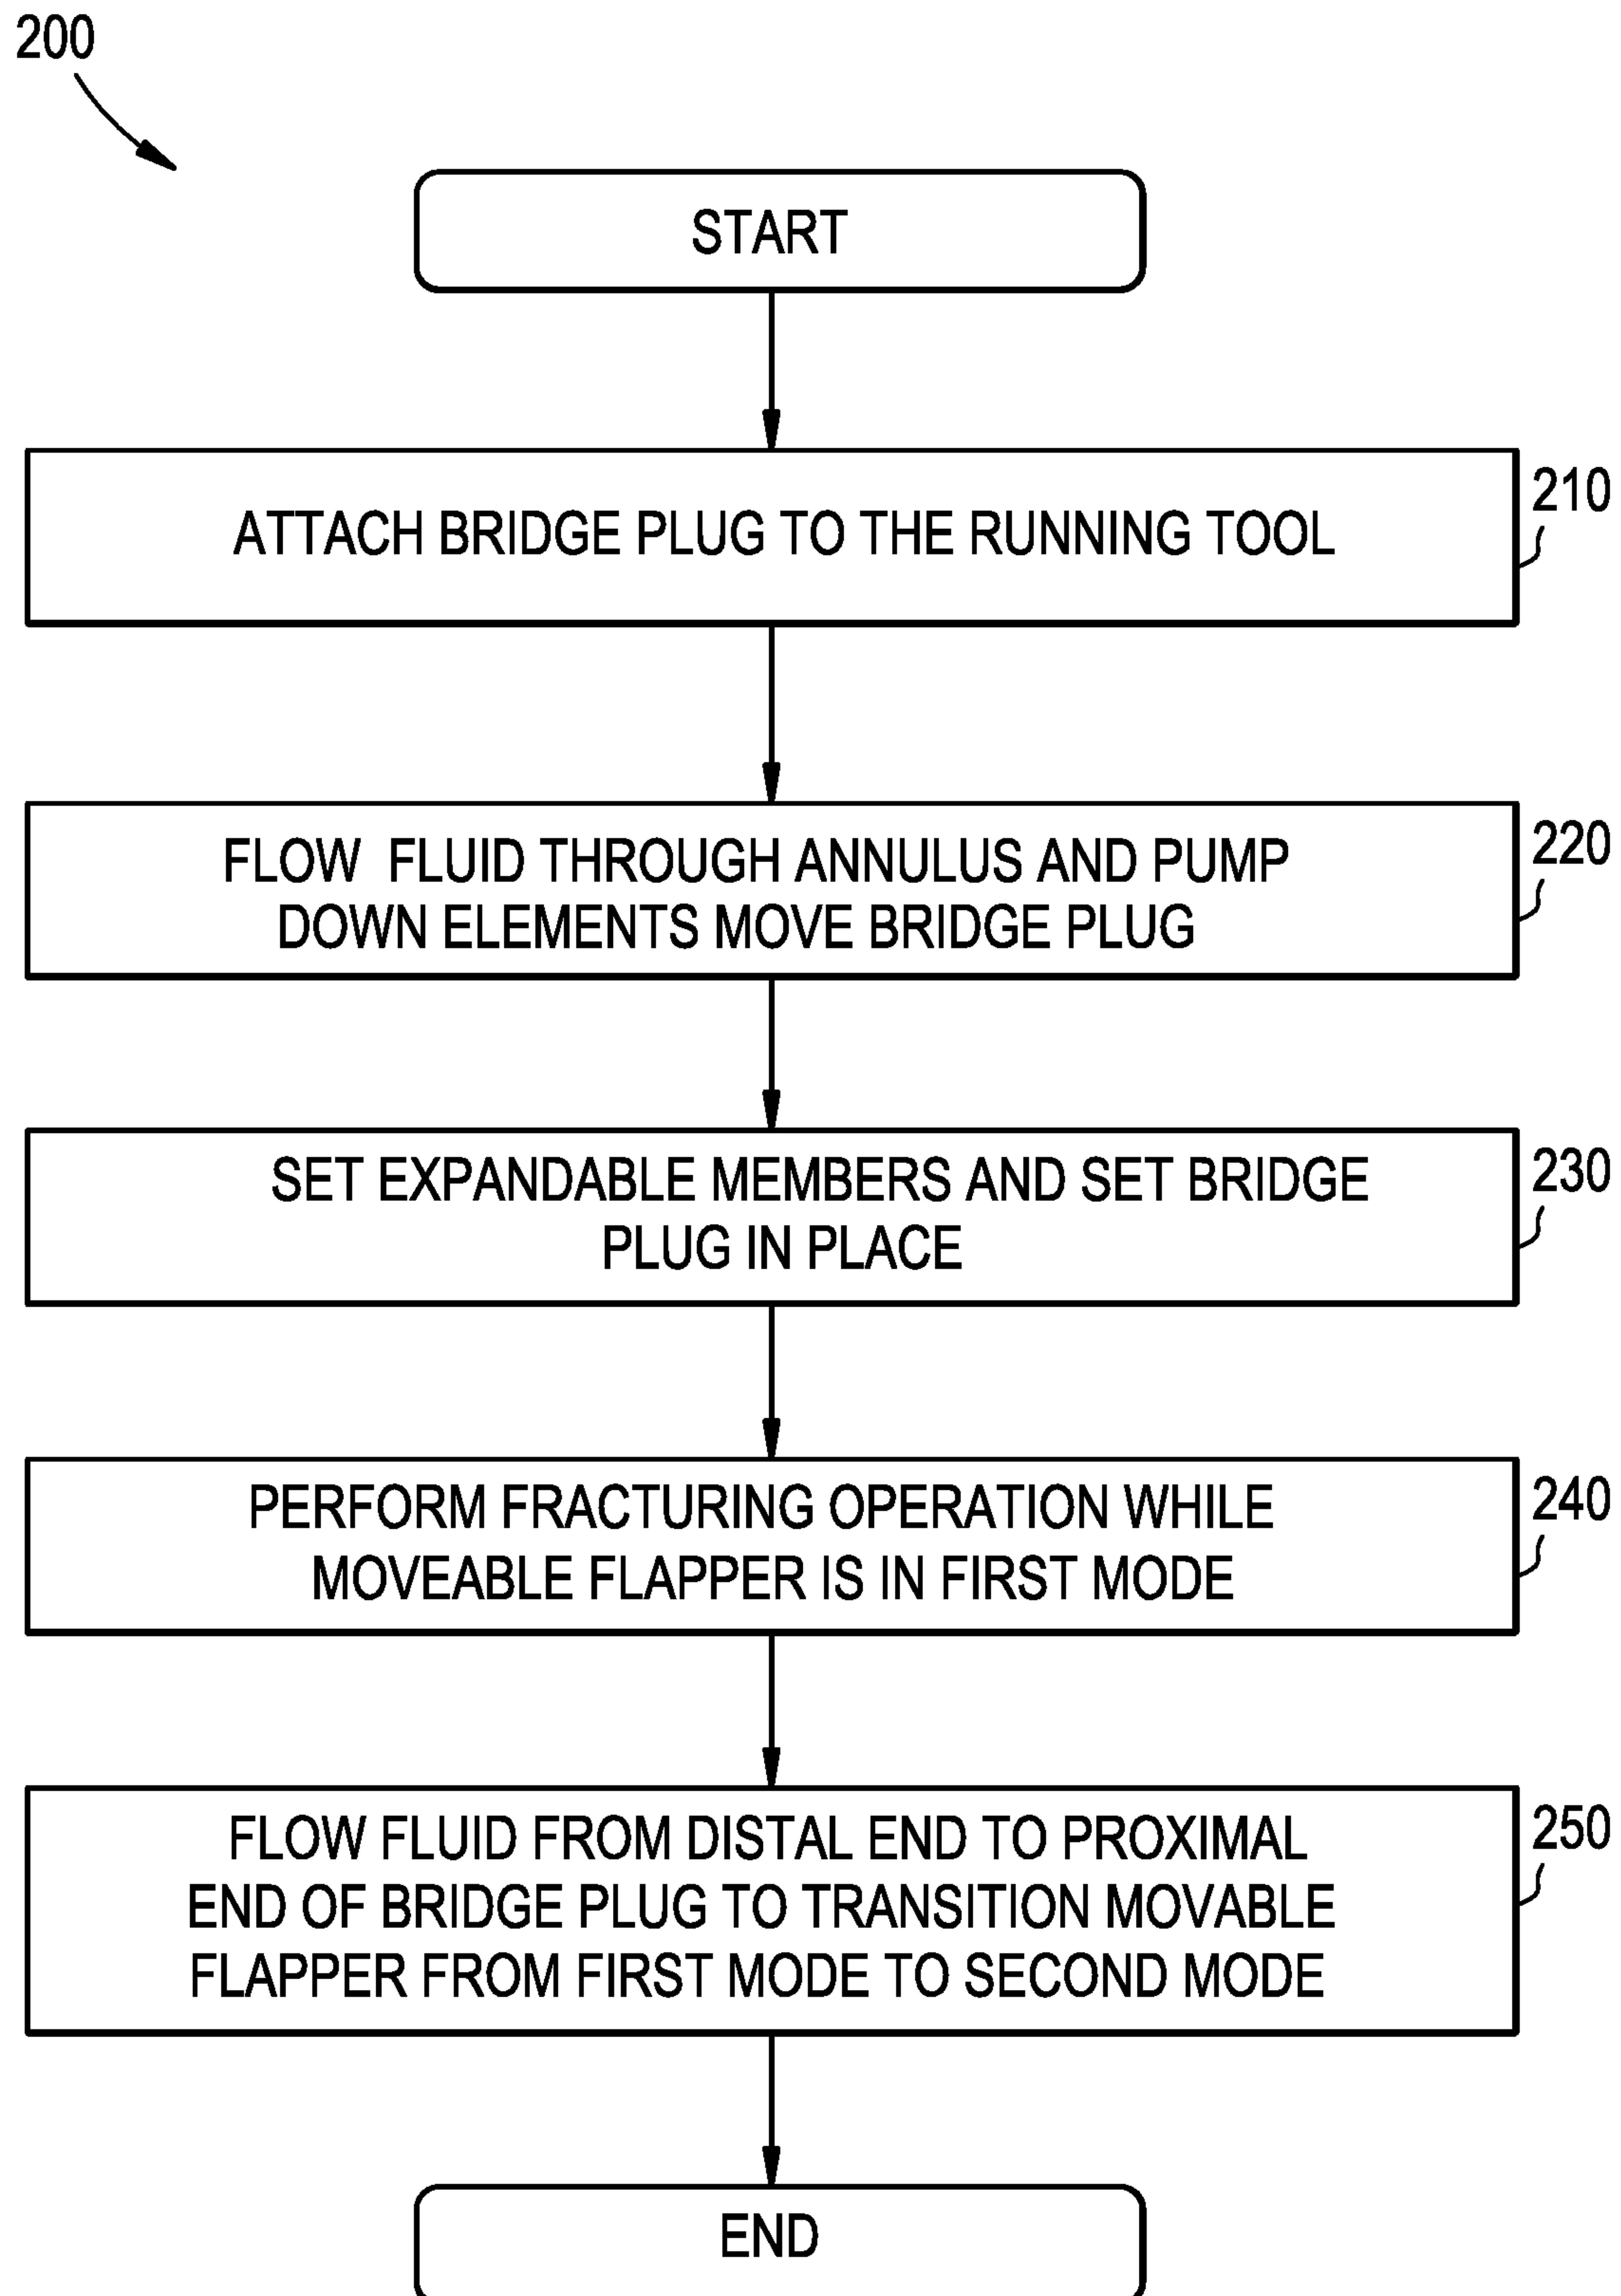 200
START
ATTACH BRIDGE PLUG TO THE RUNNING TOOL
210
FLOW FLUID THROUGH ANNULUS AND PUMP
DOWN ELEMENTS MOVE BRIDGE PLUG
220
SET EXPANDABLE MEMBERS AND SET BRIDGE
PLUG IN PLACE
230
PERFORM FRACTURING OPERATION WHILE
MOVEABLE FLAPPER IS IN FIRST MODE
240
FLOW FLUID FROM DISTAL END TO PROXIMAL
END OF BRIDGE PLUG TO TRANSITION MOVABLE
FLAPPER FROM FIRST MODE TO SECOND MODE
250
END